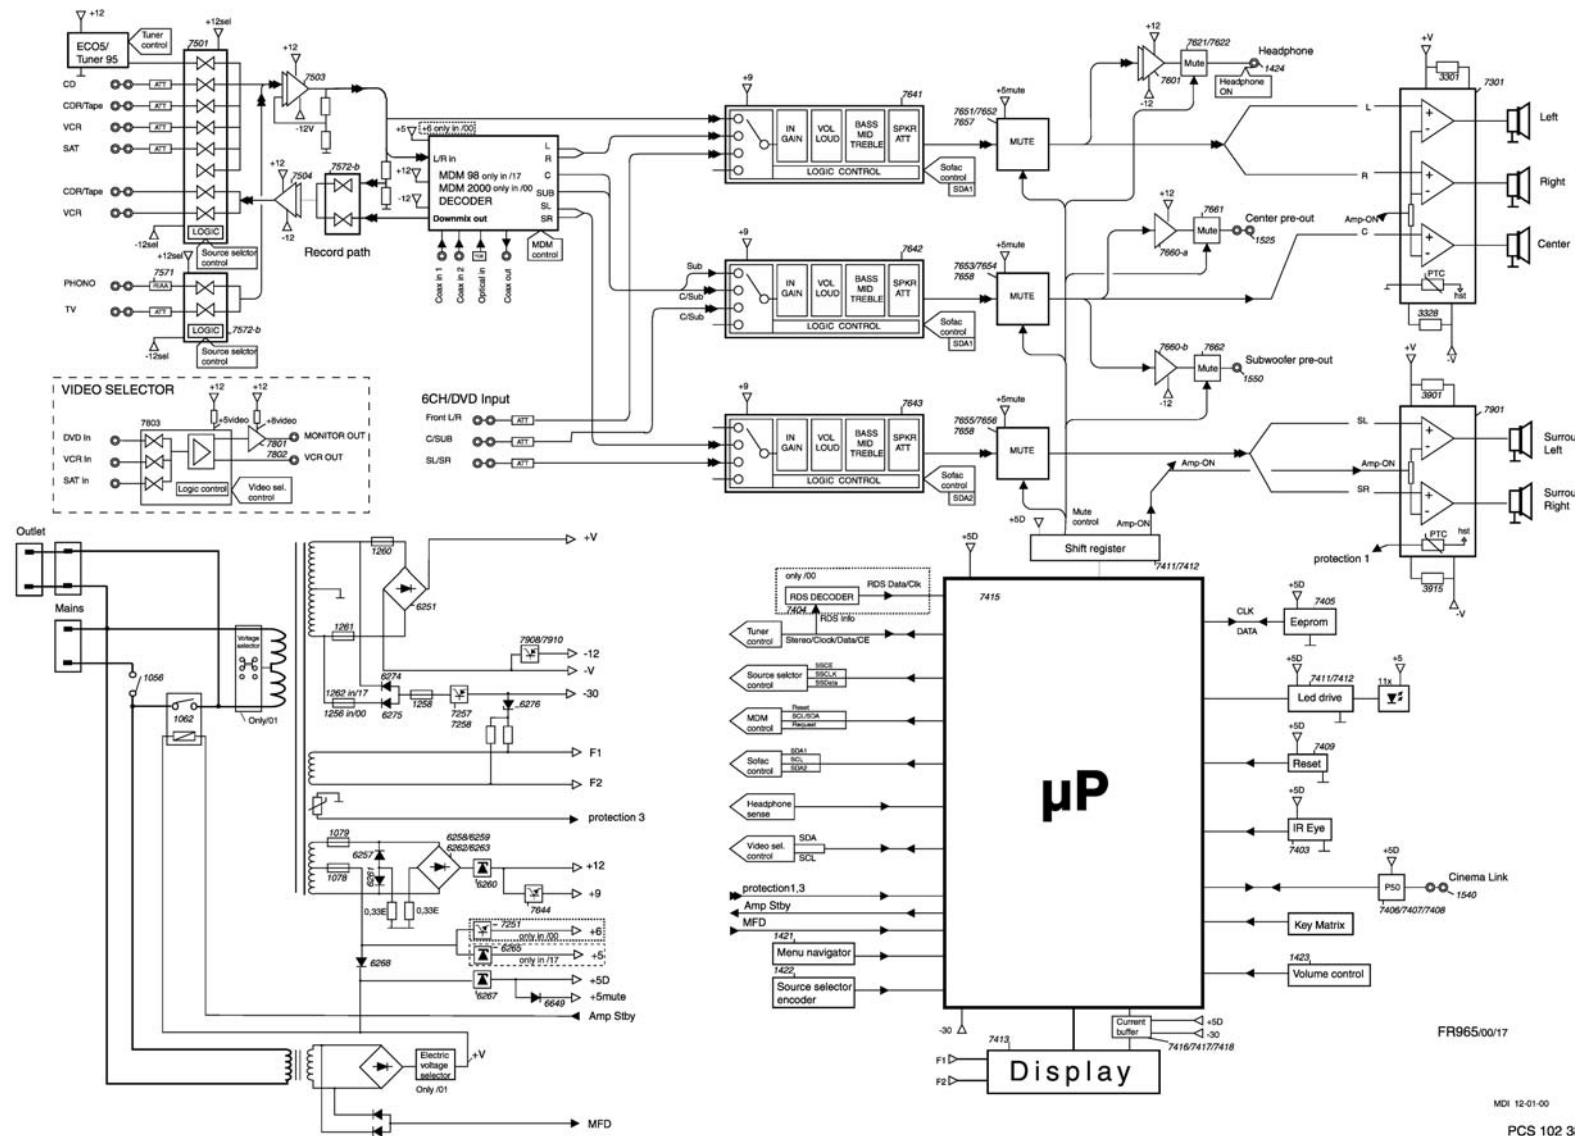 +12
ECO5/
Tuner 95
Tuner
control
7501
+12sel
CD
ATT
CDR/Tape
ATT
VCR
ATT
SAT
ATT
CDR/Tape
VCR
LOGIC
-12sel
Source selctor
control
+12sel
PHONO
7571
RIAA
TV
ATT
LOGIC
7572-b
-12sel
Source selctor
control
+12
7503
-12V
+12
7504
-12
7572-b
Record path
+5
+6 only in /00
L/R in
+12
-12
MDM 98 only in /17
MDM 2000 only in /00
DECODER
Downmix out
L
R
C
SUB
SL
SR
MDM
control
Coax in 1
Coax in 2
Optical in
Coax out
VIDEO SELECTOR
7803
+12
+12
+5video
+8video
DVD In
VCR In
SAT in
7801
7802
MONITOR OUT
VCR OUT
Logic control
Video sel.
control
6CH/DVD Input
Front L/R
ATT
C/SUB
ATT
SL/SR
ATT
+9
7641
IN
GAIN
VOL
LOUD
BASS
MID
TREBLE
SPKR
ATT
LOGIC CONTROL
Sofac
control
SDA1
+5mute
7651/7652
7657
MUTE
+9
7642
Sub
C/Sub
C/Sub
IN
GAIN
VOL
LOUD
BASS
MID
TREBLE
SPKR
ATT
LOGIC CONTROL
Sofac
control
SDA1
+5mute
7653/7654
7658
MUTE
+9
7643
IN
GAIN
VOL
LOUD
BASS
MID
TREBLE
SPKR
ATT
LOGIC CONTROL
Sofac
control
SDA2
+5mute
7655/7656
7658
MUTE
+12
7601
-12
7621/7622
Mute
Headphone
1424
Headphone
ON
+12
7660-a
7661
Mute
Center pre-out
1525
7660-b
-12
7662
Mute
Subwoofer pre-out
1550
+V
3301
7301
L
R
Amp-ON
C
PTC
hst
3328
-V
Left
Right
Center
+V
3901
7901
SL
Amp-ON
SR
PTC
hst
protection 1
3915
-V
Surrou
Left
Surrou
Right
Amp-ON
Mute
control
Amp-ON
+5D
Shift register
7411/7412
Outlet
Mains
1056
1062
Voltage
selector
Only/01
1260
6251
+V
1261
7908/7910
-12
-V
6274
1262 in/17
1256 in/00
6275
1258
7257
7258
6276
-30
F1
F2
protection 3
1079
6258/6259
6262/6263
6257
1078
6261
6260
+12
0,33E
0,33E
7644
+9
7251
only in /00
+6
6265
only in /17
+5
6268
6267
+5D
6649
+5mute
Amp Stby
Electric
voltage
selector
+V
Only /01
MFD
+5D
7415
µP
only /00
RDS DECODER
7404
RDS Data/Clk
RDS Info
Tuner
control
Stereo/Clock/Data/CE
Source selctor
control
SSCE
SSCLK
SSData
MDM
control
Reset
SCL/SDA
Request
Sofac
control
SDA1
SCL
SDA2
Headphone
sense
Video sel.
control
SDA
SCL
protection1,3
Amp Stby
MFD
1421
Menu navigator
1422
Source selector
encoder
CLK
DATA
+5D
7405
Eeprom
+5D
7411/7412
Led drive
+5
11x
+5D
7409
Reset
+5D
IR Eye
7403
+5D
P50
Cinema Link
1540
7406/7407/7408
Key Matrix
1423
Volume control
-30
Current
buffer
+5D
-30
7416/7417/7418
7413
F1
F2
Display
FR965/00/17
MDI 12-01-00
PCS 102 3